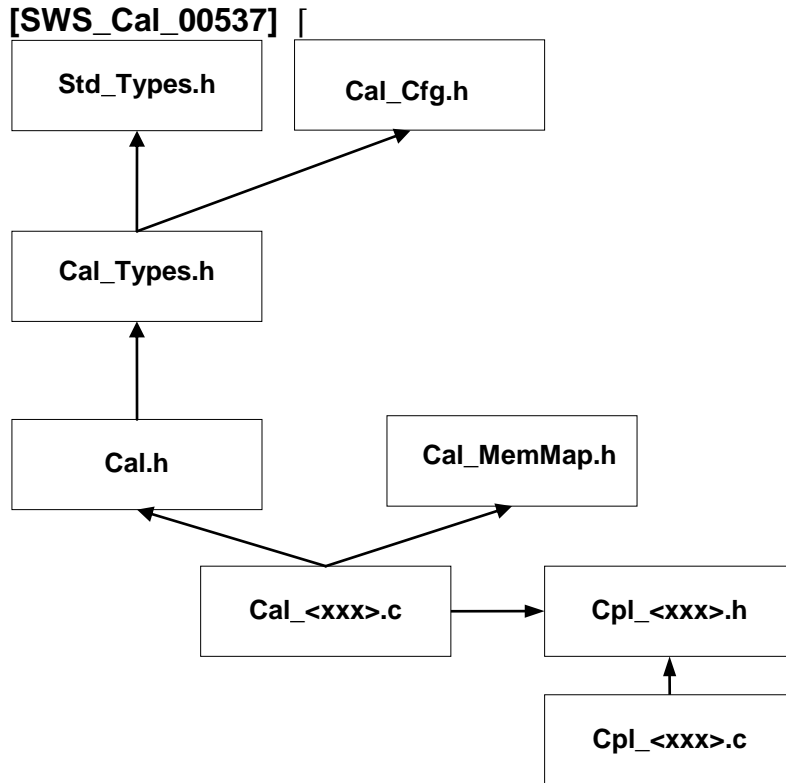 [SWS_Cal_00537] ⌈
Std_Types.h
Cal_Cfg.h
Cal_Types.h
Cal.h
Cal_MemMap.h
Cal_<xxx>.c
Cpl_<xxx>.h
Cpl_<xxx>.c